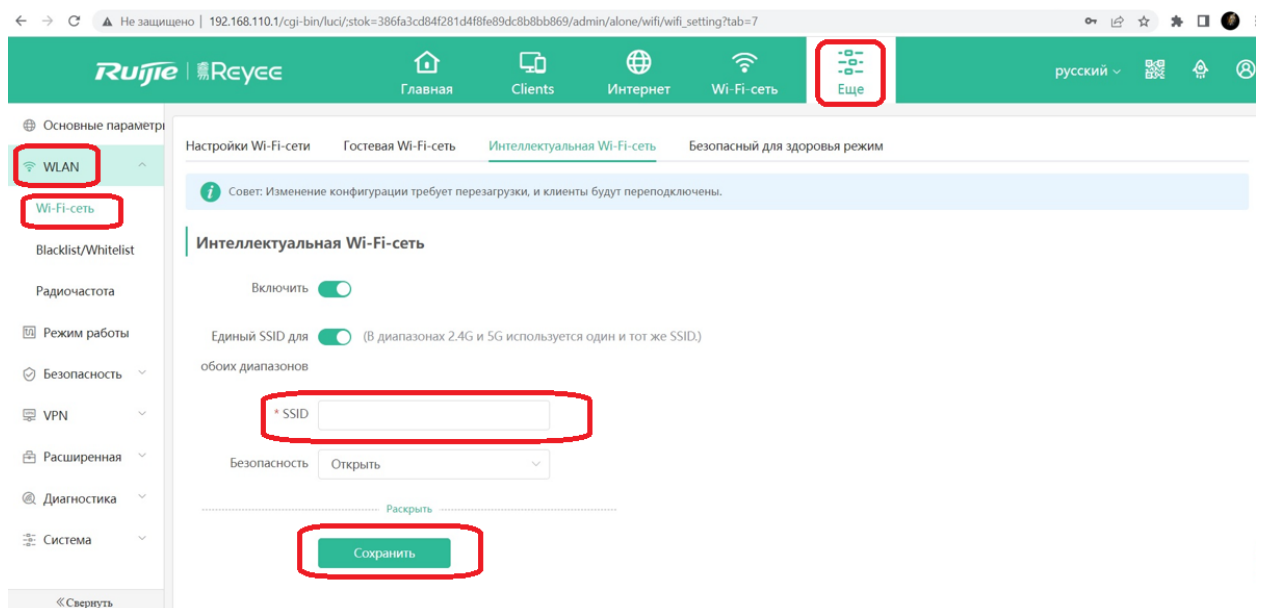 Не защищено | 192.168.110.1/cgi-bin/luci/;stok=386fa3cd84f281d4f8fe89dc8b8bb869/admin/alone/wifi/wifi_setting?tab=7
Ruijie | Reyee
Главная
Clients
Интернет
Wi-Fi-сеть
Еще
русский
Основные параметры
WLAN
Wi-Fi-сеть
Blacklist/Whitelist
Радиочастота
Режим работы
Безопасность
VPN
Расширенная
Диагностика
Система
Свернуть
Настройки Wi-Fi-сети
Гостевая Wi-Fi-сеть
Интеллектуальная Wi-Fi-сеть
Безопасный для здоровья режим
Совет: Изменение конфигурации требует перезагрузки, и клиенты будут переподключены.
Интеллектуальная Wi-Fi-сеть
Включить
Единый SSID для (В диапазонах 2.4G и 5G используется один и тот же SSID.)
обоих диапазонов
* SSID
Безопасность Открыть
Раскрыть
Сохранить